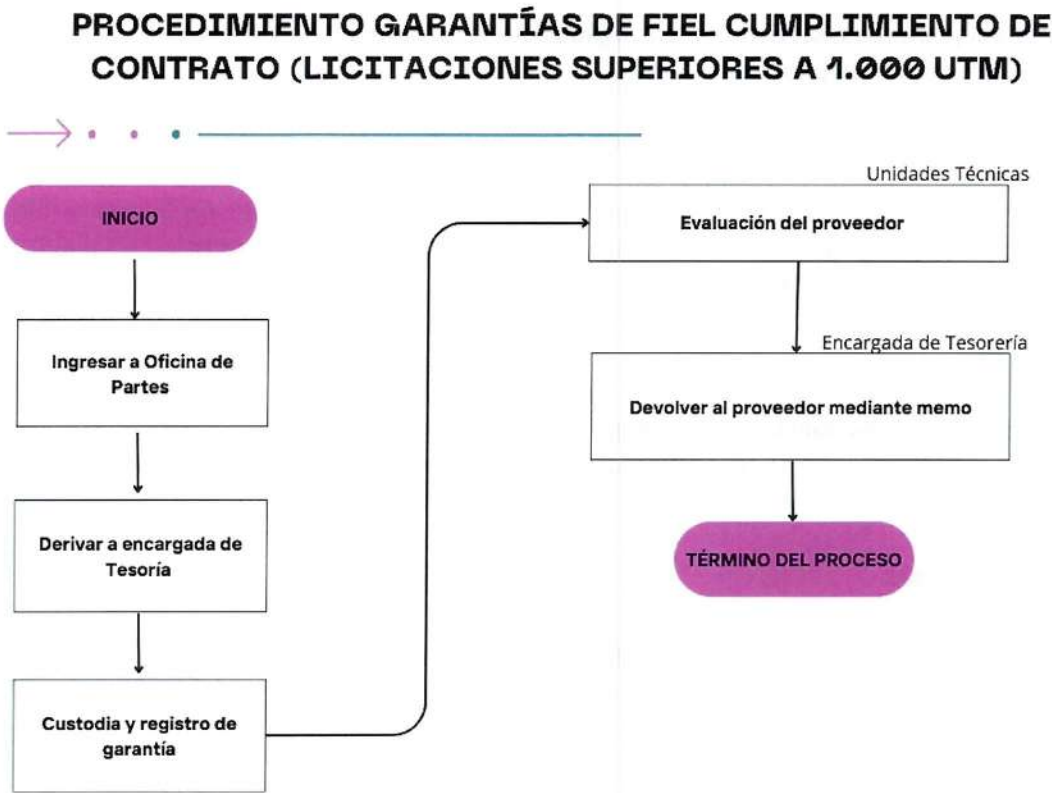 PROCEDIMIENTO GARANTÍAS DE FIEL CUMPLIMIENTO DE
CONTRATO (LICITACIONES SUPERIORES A 1.000 UTM)
INICIO
Ingresar a Oficina de
Partes
Derivar a encargada de
Tesoría
Custodia y registro de
garantía
Unidades Técnicas
Evaluación del proveedor
Encargada de Tesorería
Devolver al proveedor mediante memo
TÉRMINO DEL PROCESO